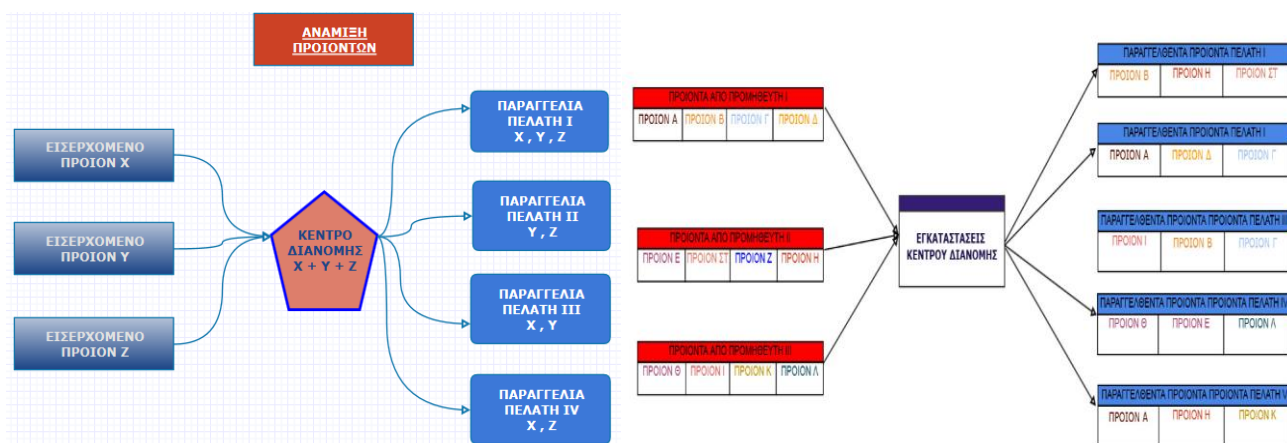 ΑΝΑΜΙΞΗ
ΠΡΟΙΟΝΤΩΝ
ΕΙΣΕΡΧΟΜΕΝΟ
ΠΡΟΙΟΝ Χ
ΕΙΣΕΡΧΟΜΕΝΟ
ΠΡΟΙΟΝ Υ
ΕΙΣΕΡΧΟΜΕΝΟ
ΠΡΟΙΟΝ Ζ
ΚΕΝΤΡΟ
ΔΙΑΝΟΜΗΣ
Χ + Υ + Ζ
ΠΑΡΑΓΓΕΛΙΑ
ΠΕΛΑΤΗ Ι
Χ , Υ , Ζ
ΠΑΡΑΓΓΕΛΙΑ
ΠΕΛΑΤΗ ΙΙ
Υ , Ζ
ΠΑΡΑΓΓΕΛΙΑ
ΠΕΛΑΤΗ ΙΙΙ
Χ , Υ
ΠΑΡΑΓΓΕΛΙΑ
ΠΕΛΑΤΗ IV
Χ , Ζ
ΠΡΟΙΟΝΤΑ ΑΠΟ ΠΡΟΜΗΘΕΥΤΗ Ι
ΠΡΟΙΟΝ Α ΠΡΟΙΟΝ Β ΠΡΟΙΟΝ Γ ΠΡΟΙΟΝ Δ
ΠΡΟΙΟΝΤΑ ΑΠΟ ΠΡΟΜΗΘΕΥΤΗ ΙΙ
ΠΡΟΙΟΝ Ε ΠΡΟΙΟΝ ΣΤ ΠΡΟΙΟΝ Ζ ΠΡΟΙΟΝ Η
ΠΡΟΙΟΝΤΑ ΑΠΟ ΠΡΟΜΗΘΕΥΤΗ ΙΙΙ
ΠΡΟΙΟΝ Θ ΠΡΟΙΟΝ Ι ΠΡΟΙΟΝ Κ ΠΡΟΙΟΝ Λ
ΕΓΚΑΤΑΣΤΑΣΕΙΣ
ΚΕΝΤΡΟΥ ΔΙΑΝΟΜΗΣ
ΠΑΡΑΓΓΕΛΘΕΝΤΑ ΠΡΟΙΟΝΤΑ ΠΕΛΑΤΗ Ι
ΠΡΟΙΟΝ Β ΠΡΟΙΟΝ Η ΠΡΟΙΟΝ ΣΤ
ΠΑΡΑΓΓΕΛΘΕΝΤΑ ΠΡΟΙΟΝΤΑ ΠΕΛΑΤΗ Ι
ΠΡΟΙΟΝ Α ΠΡΟΙΟΝ Δ ΠΡΟΙΟΝ Γ
ΠΑΡΑΓΓΕΛΘΕΝΤΑ ΠΡΟΙΟΝΤΑ ΠΡΟΙΟΝΤΑ ΠΕΛΑΤΗ
ΠΡΟΙΟΝ Ι ΠΡΟΙΟΝ Β ΠΡΟΙΟΝ Γ
ΠΑΡΑΓΓΕΛΘΕΝΤΑ ΠΡΟΙΟΝΤΑ ΠΡΟΙΟΝΤΑ ΠΕΛΑΤΗ
ΠΡΟΙΟΝ Θ ΠΡΟΙΟΝ Ε ΠΡΟΙΟΝ Λ
ΠΑΡΑΓΓΕΛΘΕΝΤΑ ΠΡΟΙΟΝΤΑ ΠΡΟΙΟΝΤΑ ΠΕΛΑΤΗ
ΠΡΟΙΟΝ Α ΠΡΟΙΟΝ Η ΠΡΟΙΟΝ Κ